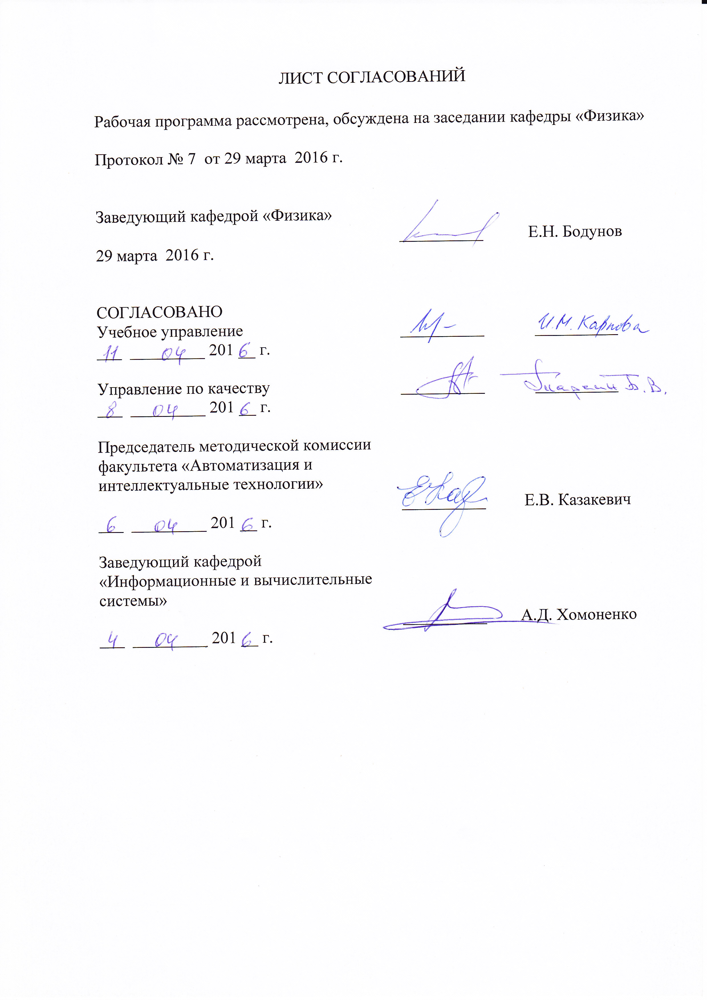 ЛИСТ СОГЛАСОВАНИЙ
Рабочая программа рассмотрена, обсуждена на заседании кафедры «Физика»
Протокол № 7 от 29 марта 2016 г.
Заведующий кафедрой «Физика»
Е.Н. Бодунов
29 марта 2016 г.
СОГЛАСОВАНО
Учебное управление И.М. Карпова
11 04 2016 г.
Управление по качеству Б.В.
8 04 2016 г.
Председатель методической комиссии
факультета «Автоматизация и
интеллектуальные технологии»
Е.В. Казакевич
6 04 2016 г.
Заведующий кафедрой
«Информационные и вычислительные
системы»
А.Д. Хомоненко
4 04 2016 г.